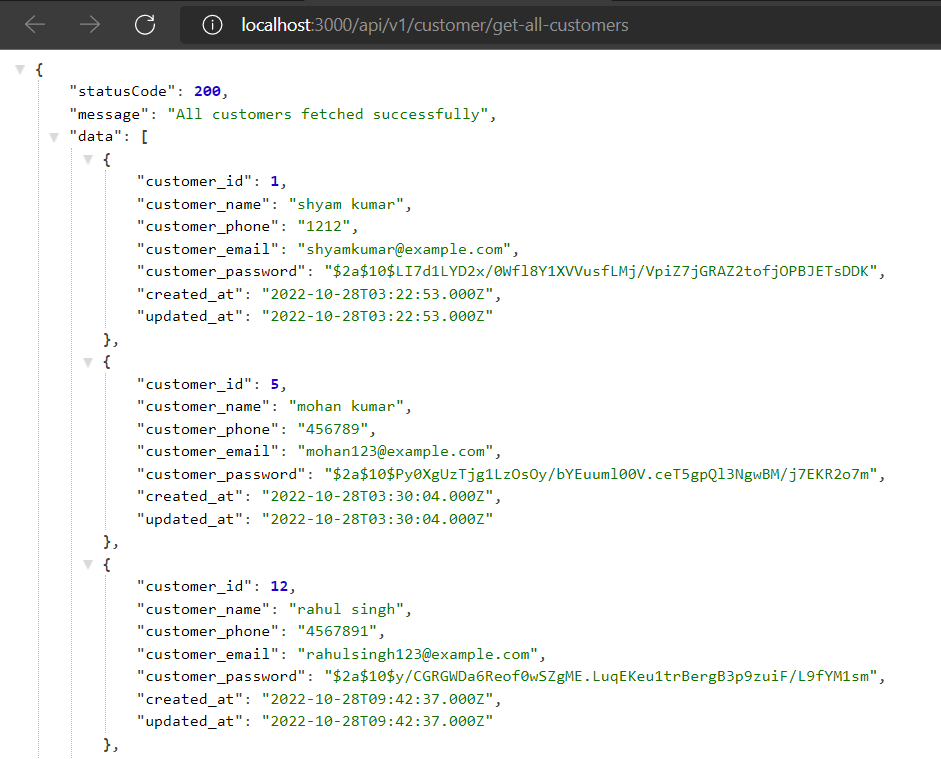 localhost:3000/api/v1/customer/get-all-customers
{
"statusCode": 200,
"message": "All customers fetched successfully",
"data": [
{
"customer_id": 1,
"customer_name": "shyam kumar",
"customer_phone": "1212",
"customer_email": "shyamkumar@example.com",
"customer_password": "$2a$10$LI7d1LYD2x/0Wfl8Y1XVVusfLMj/VpiZ7jGRAZ2tofjOPBJETsDDK",
"created_at": "2022-10-28T03:22:53.000Z",
"updated_at": "2022-10-28T03:22:53.000Z"
},
{
"customer_id": 5,
"customer_name": "mohan kumar",
"customer_phone": "456789",
"customer_email": "mohan123@example.com",
"customer_password": "$2a$10$Py0XgUzTjg1LzOsOy/bYEuuml00V.ceT5gpQl3NgwBM/j7EKR2o7m",
"created_at": "2022-10-28T03:30:04.000Z",
"updated_at": "2022-10-28T03:30:04.000Z"
},
{
"customer_id": 12,
"customer_name": "rahul singh",
"customer_phone": "4567891",
"customer_email": "rahulsingh123@example.com",
"customer_password": "$2a$10$y/CGRGWDa6Reof0wSZgME.LuqEKeu1trBergB3p9zuiF/L9fYM1sm",
"created_at": "2022-10-28T09:42:37.000Z",
"updated_at": "2022-10-28T09:42:37.000Z"
},